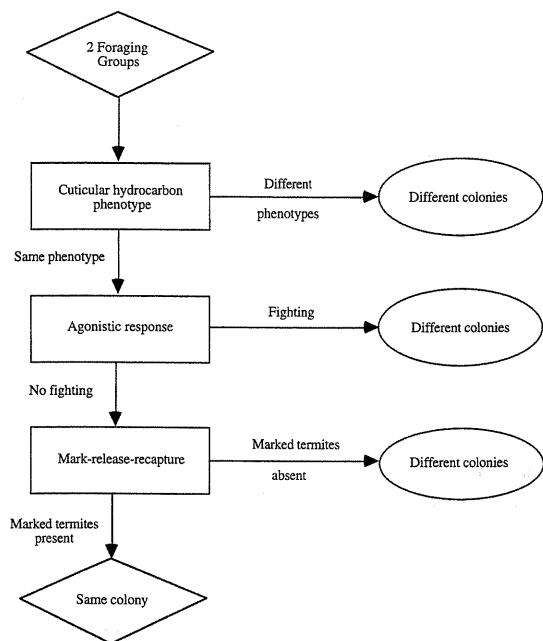 2 Foraging
Groups
Cuticular hydrocarbon
phenotype
Different
phenotypes
Different colonies
Same phenotype
Agonistic response
Fighting
Different colonies
No fighting
Mark-release-recapture
Marked termites
absent
Different colonies
Marked termites
present
Same colony